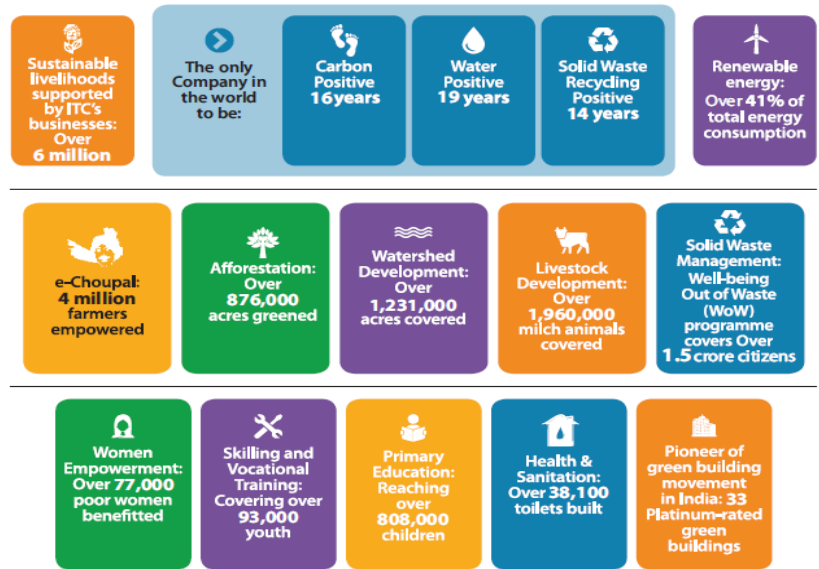 Sustainable
livelihoods
supported
by ITC's
businesses:
Over
6 million
The only
Company in
the world
to be:
Carbon
Positive
16 years
Water
Positive
19 years
Solid Waste
Recycling
Positive
14 years
Renewable
energy:
Over 41% of
total energy
consumption
e-Choupal:
4 million
farmers
empowered
Afforestation:
Over
876,000
acres greened
Watershed
Development:
Over
1,231,000
acres covered
Livestock
Development:
Over
1,960,000
milch animals
covered
Solid Waste
Management:
Well-being
Out of Waste
(WoW)
programme
covers Over
1.5 crore citizens
Women
Empowerment:
Over 77,000
poor women
benefitted
Skilling and
Vocational
Training:
Covering over
93,000
youth
Primary
Education:
Reaching
over
808,000
children
Health &
Sanitation:
Over 38,100
toilets built
Pioneer of
green building
movement
in India: 33
Platinum-rated
green
buildings